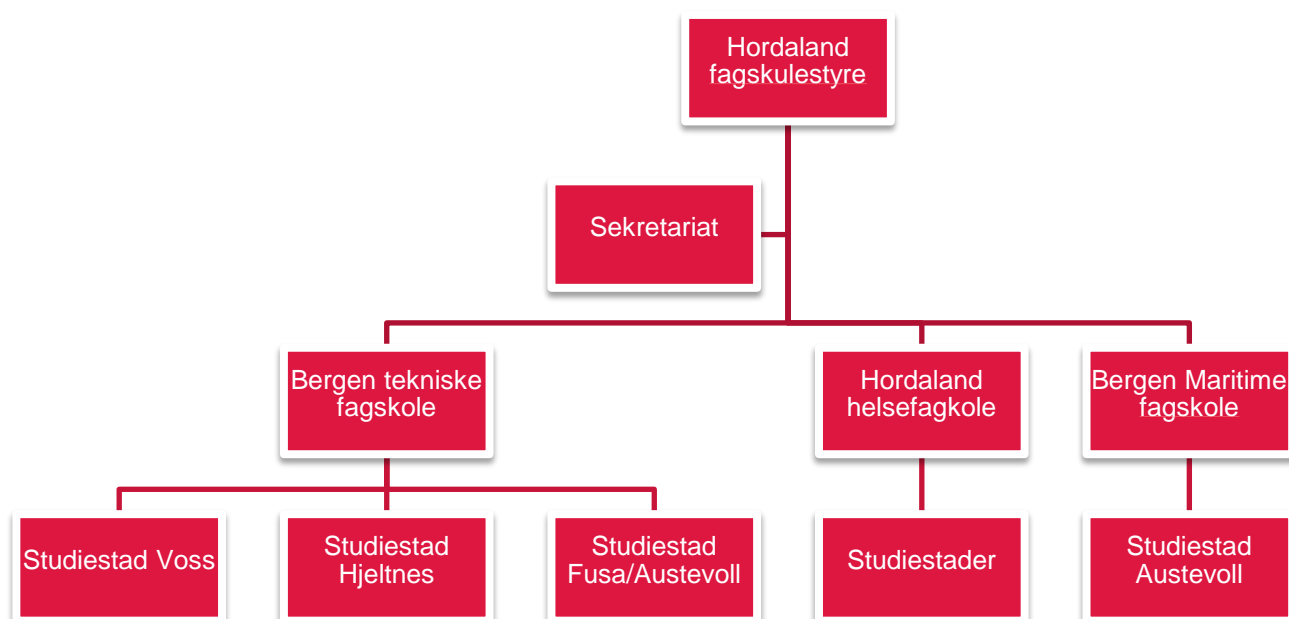 Hordaland
fagskulestyre
Sekretariat
Bergen tekniske
fagskole
Hordaland
helsefagkole
Bergen Maritime
fagskole
Studiestad Voss
Studiestad
Hjeltnes
Studiestad
Fusa/Austevoll
Studiestader
Studiestad
Austevoll